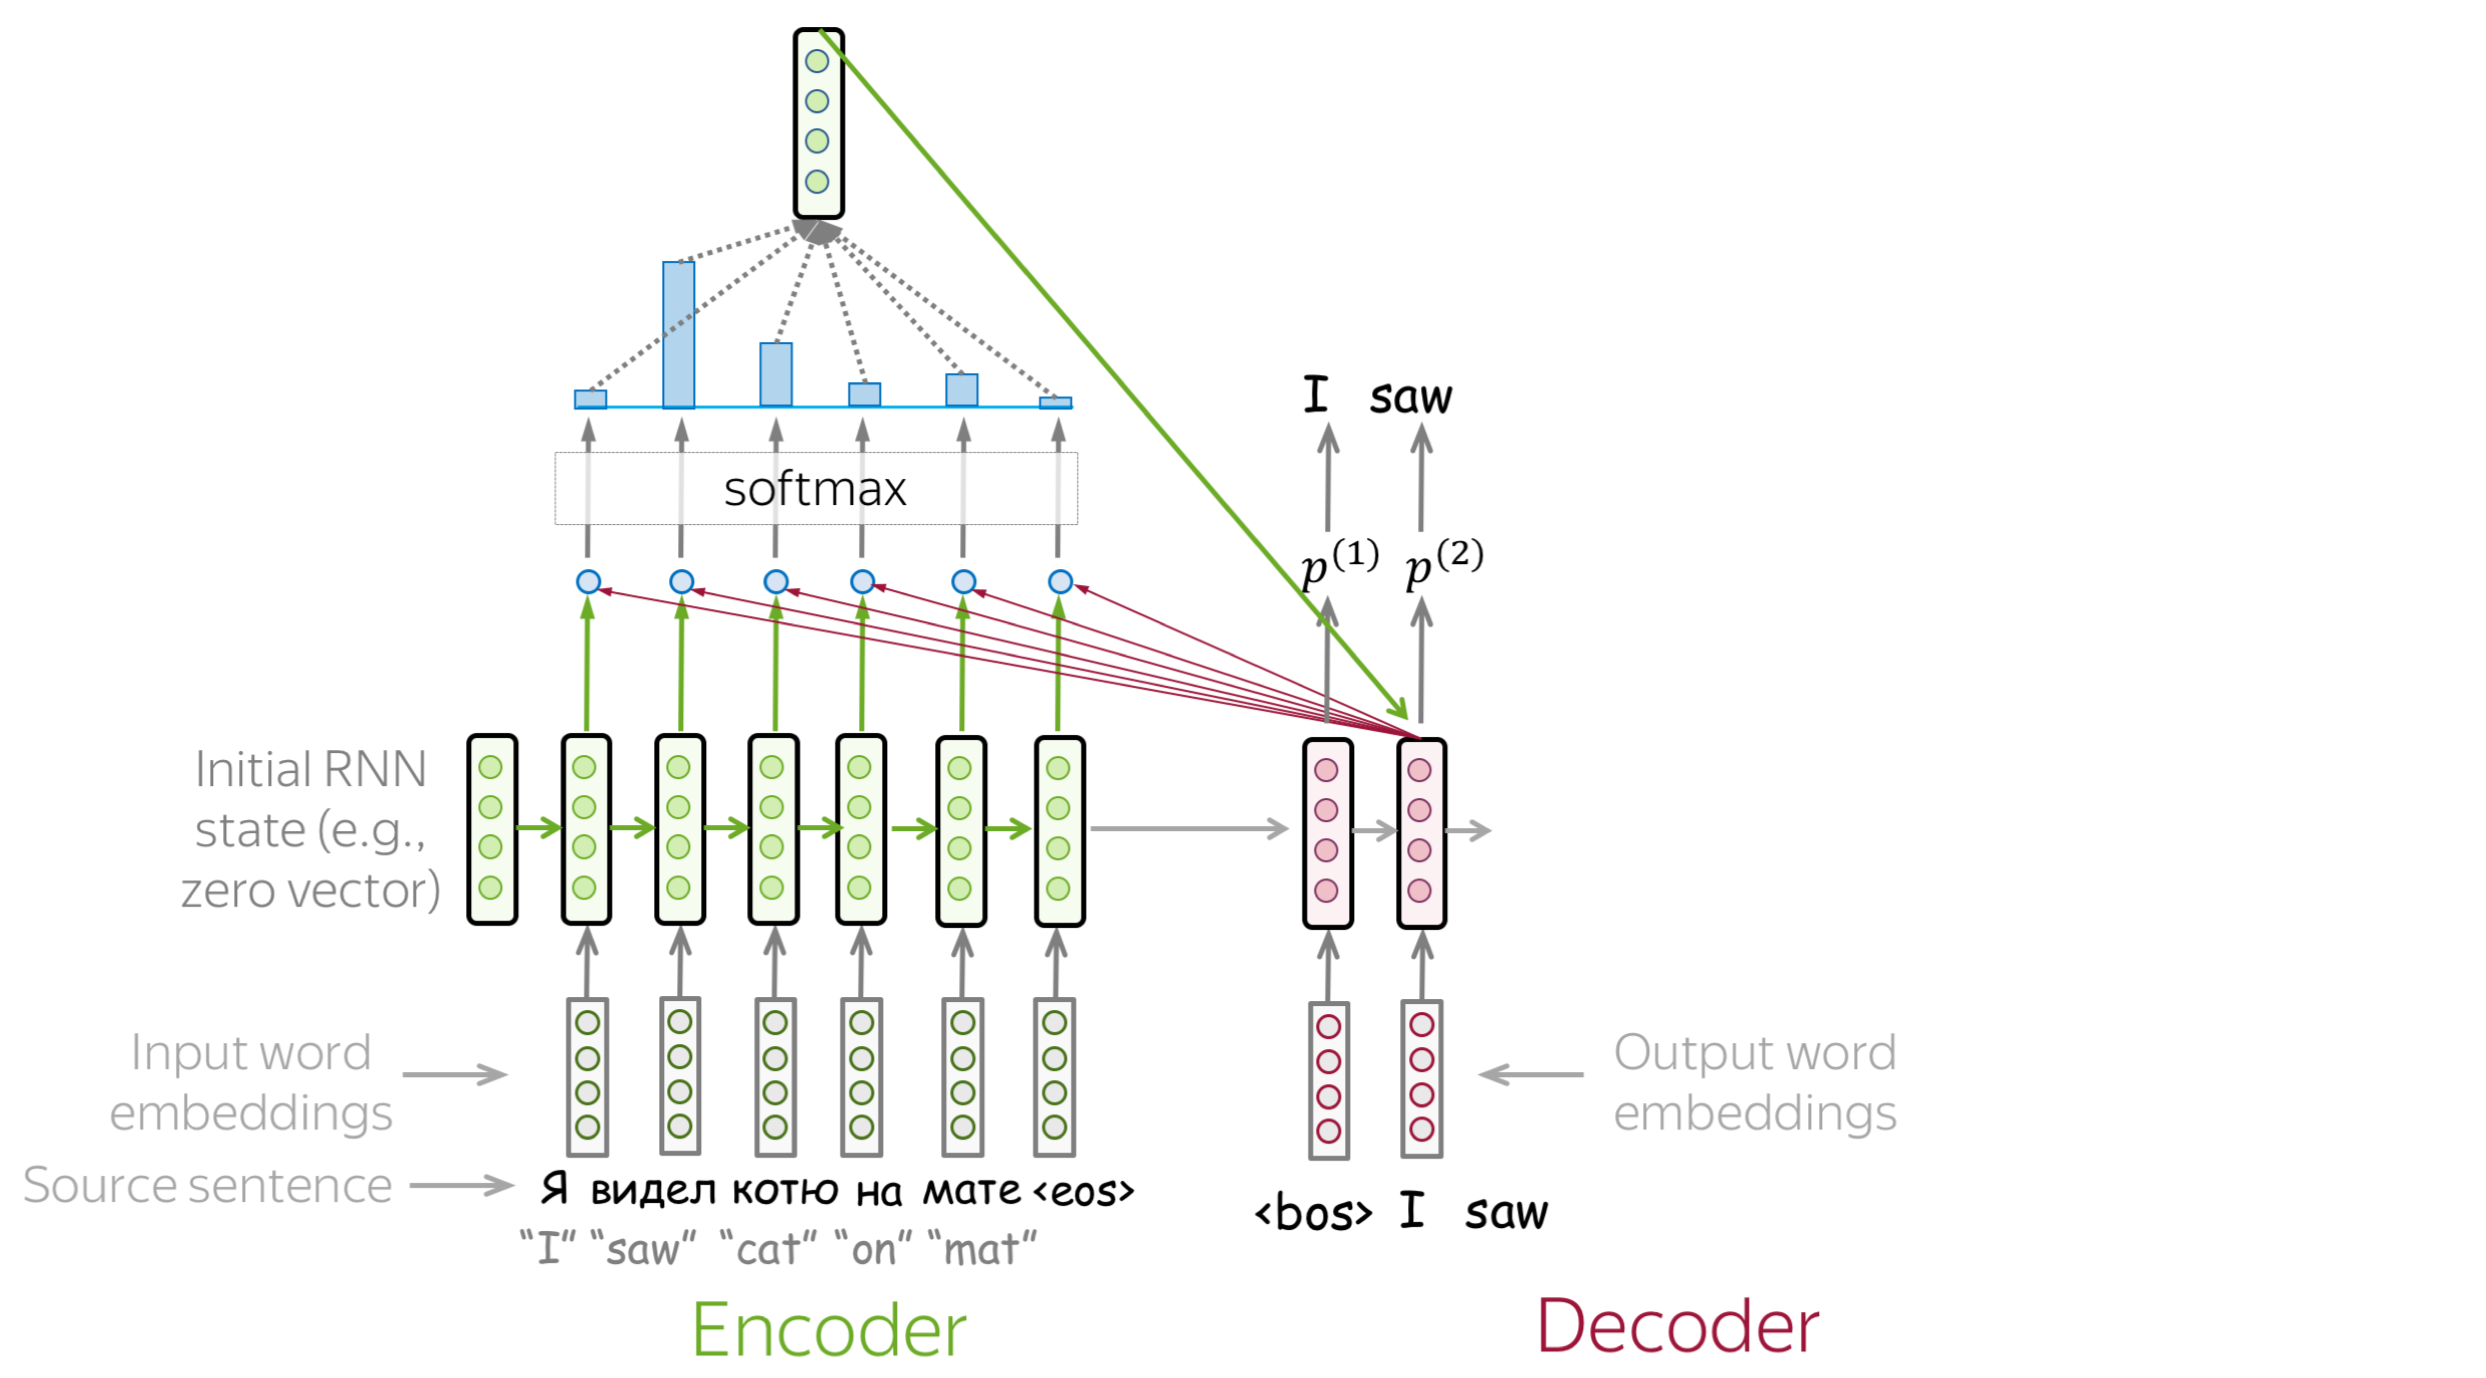 I saw
softmax
p(1) p(2)
Initial RNN
state (e.g.,
zero vector)
Input word
embeddings
Output word
embeddings
Source sentence
Я видел котю на мате <eos>
"I" "saw" "cat" "on" "mat"
<bos> I saw
Encoder
Decoder